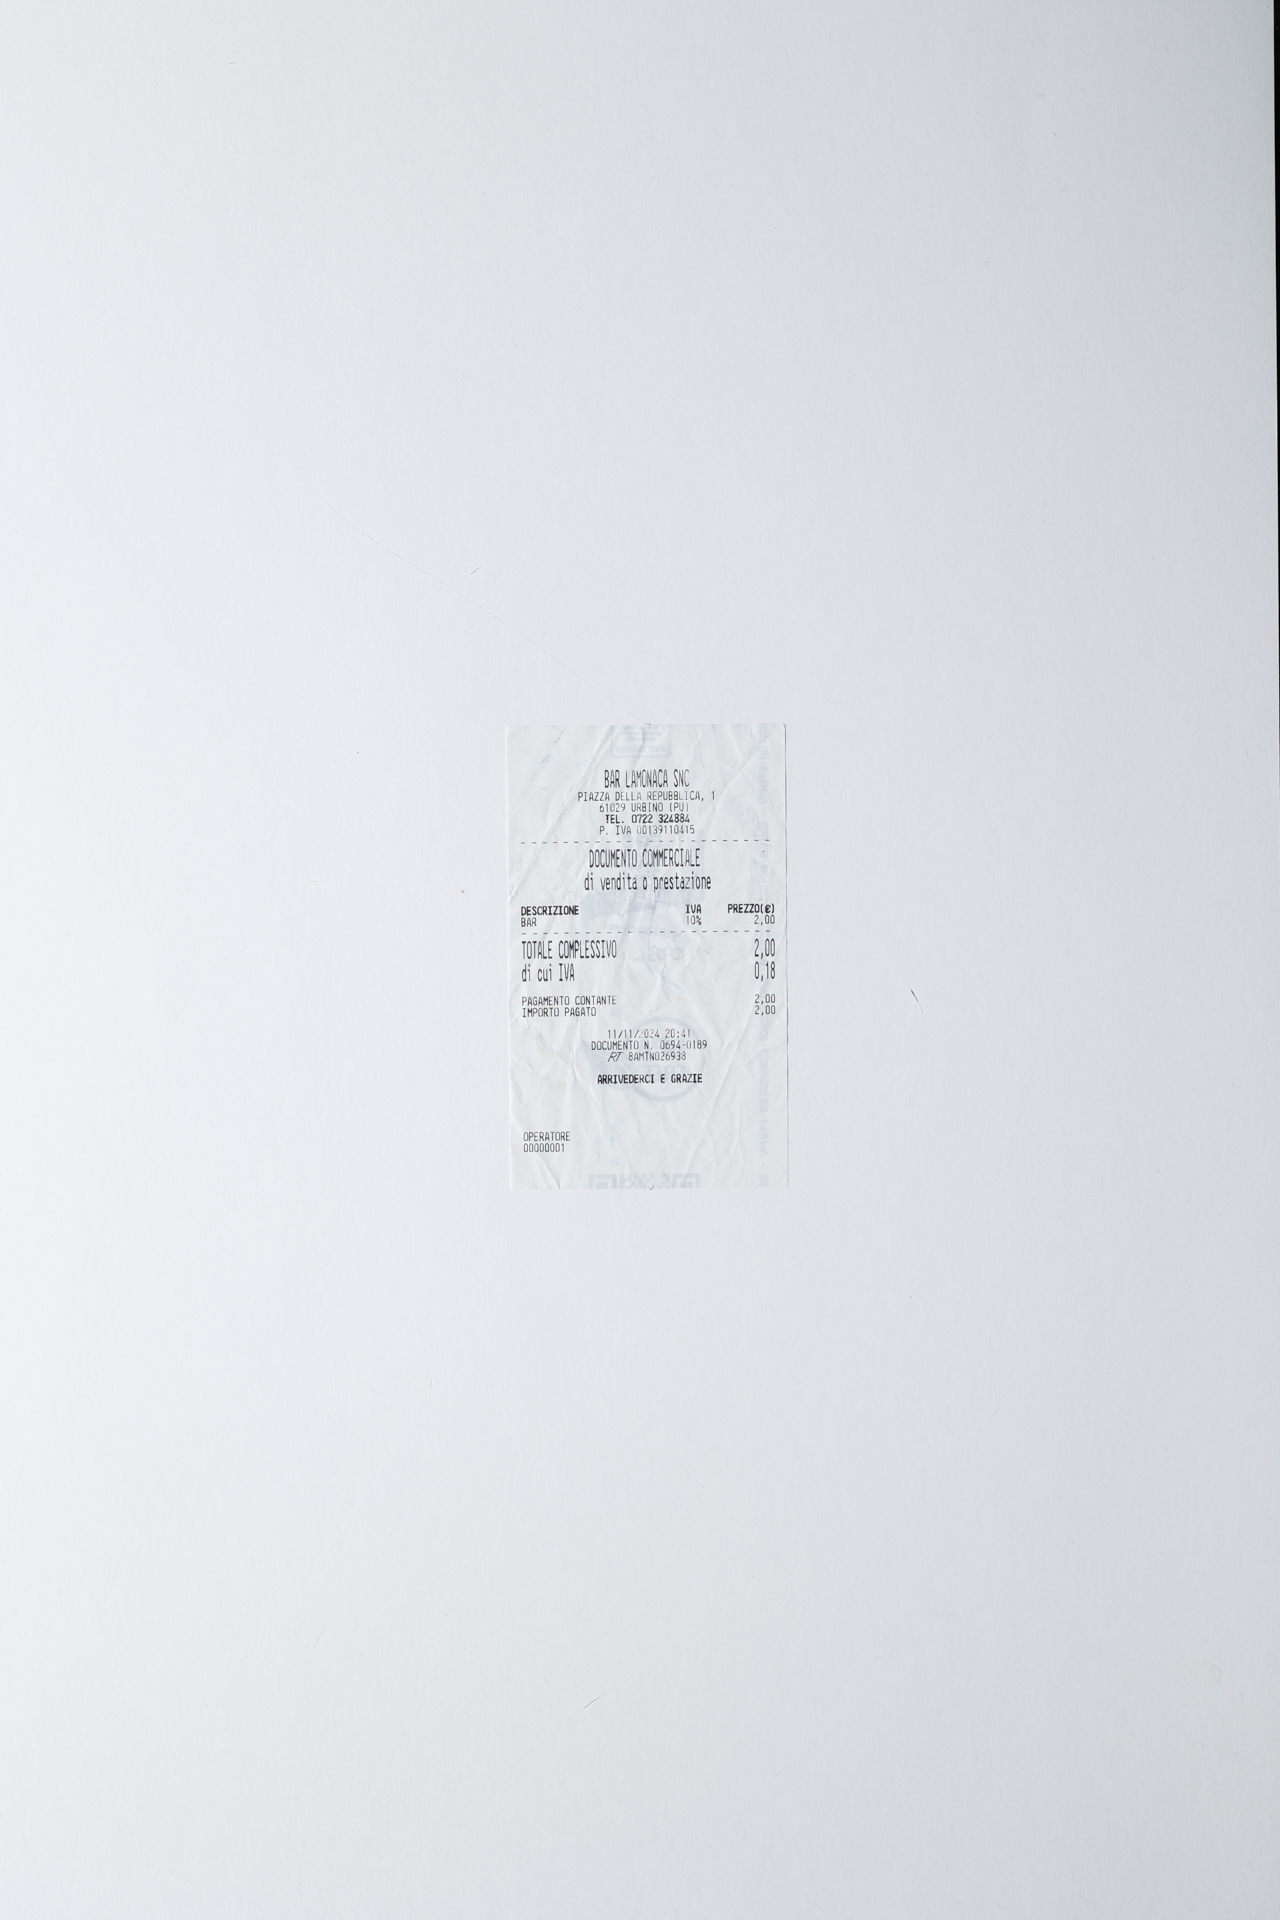 BAR LAMONACA SNC
PIAZZA DELLA REPUBBLICA, 1
61029 URBINO (PU)
TEL. 0722 324884
P. IVA 00139110415
DOCUMENTO COMMERCIALE
di vendita o prestazione
DESCRIZIONE IVA PREZZO(€)
BAR 10% 2,00
TOTALE COMPLESSIVO 2,00
di cui IVA 0,18
PAGAMENTO CONTANTE 2,00
IMPORTO PAGATO 2,00
11/11/2024 20:41
DOCUMENTO N. 0694-0189
RT 8AMTN026938
ARRIVEDERCI E GRAZIE
OPERATORE
00000001